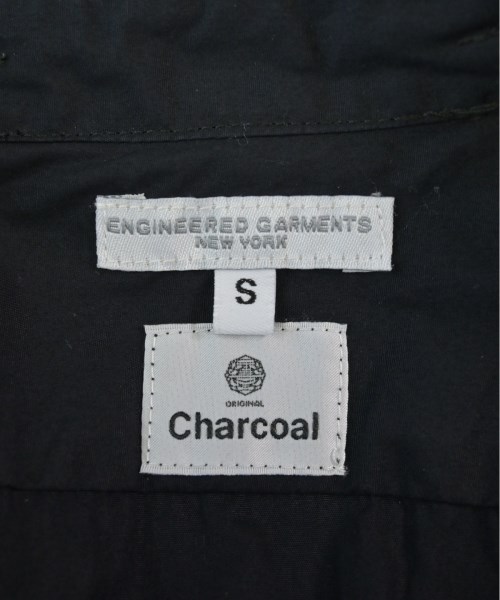 ENGINEERED GARMENTS
NEW YORK
S
ORIGINAL
Charcoal